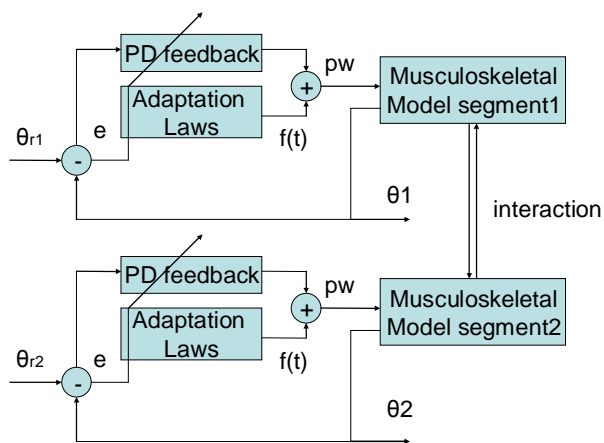 PD feedback
pw
+
Musculoskeletal
Model segment1
Adaptation
Laws
θr1
e
-
f(t)
θ1
interaction
PD feedback
pw
+
Musculoskeletal
Model segment2
Adaptation
Laws
θr2
e
-
f(t)
θ2